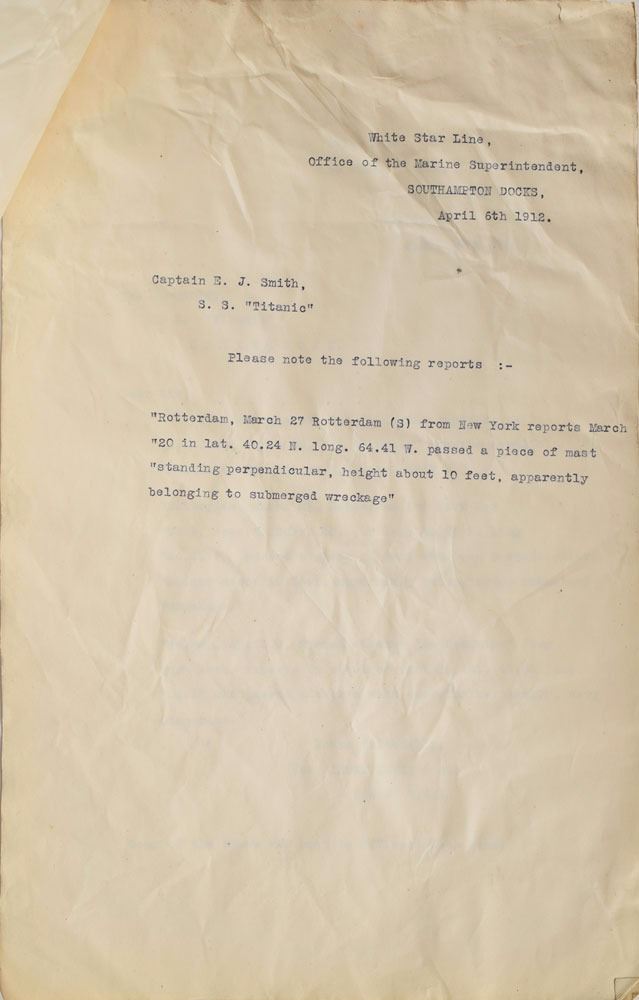 White Star Line,
Office of the Marine Superintendent,
SOUTHAMPTON DOCKS,
April 6th 1912.
Captain E. J. Smith,
S. S. "Titanic"
Please note the following reports :-
"Rotterdam, March 27 Rotterdam (S) from New York reports March
"20 in lat. 40.24 N. long. 64.41 W. passed a piece of mast
"standing perpendicular, height about 10 feet, apparently
belonging to submerged wreckage"